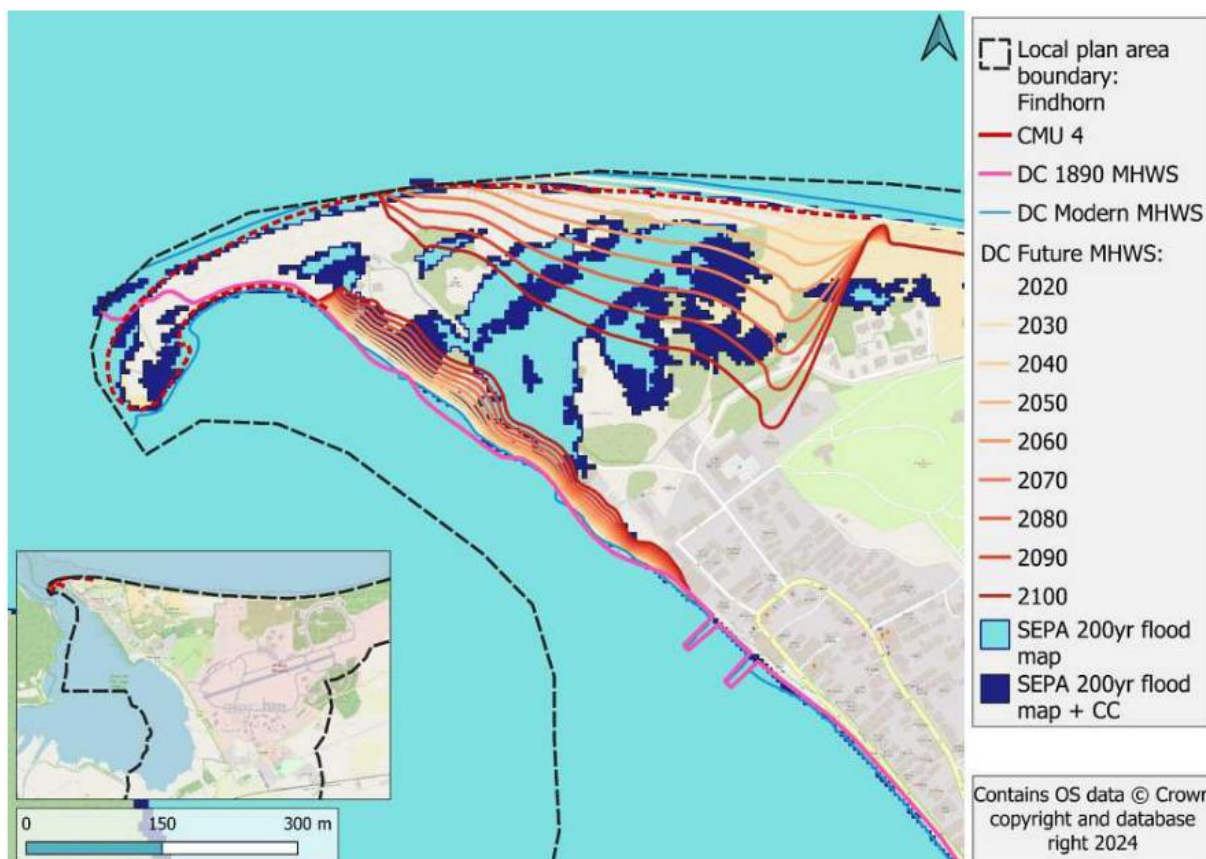 Local plan area
boundary:
Findhorn
CMU 4
DC 1890 MHWS
DC Modern MHWS
DC Future MHWS:
2020
2030
2040
2050
2060
2070
2080
2090
2100
SEPA 200yr flood
map
SEPA 200yr flood
map + CC
0 150 300 m
Contains OS data © Crown
copyright and database
right 2024